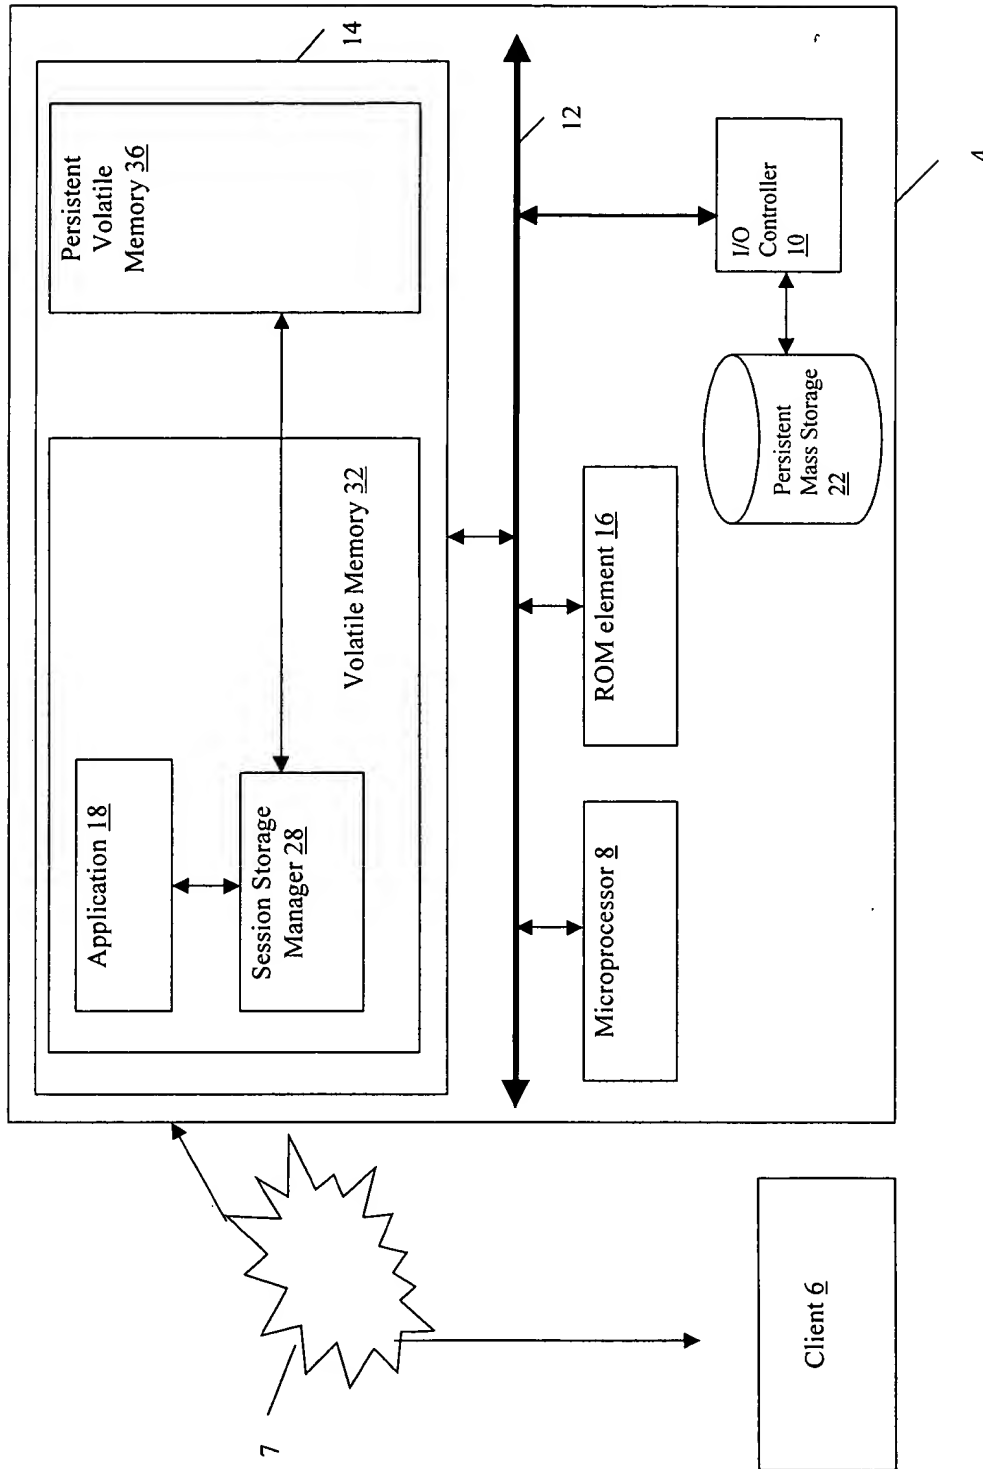 14
Persistent
Volatile
Memory 36
Application 18
Session Storage
Manager 28
Volatile Memory 32
12
Microprocessor 8
ROM element 16
Persistent
Mass Storage
22
I/O
Controller
10
4
7
Client 6